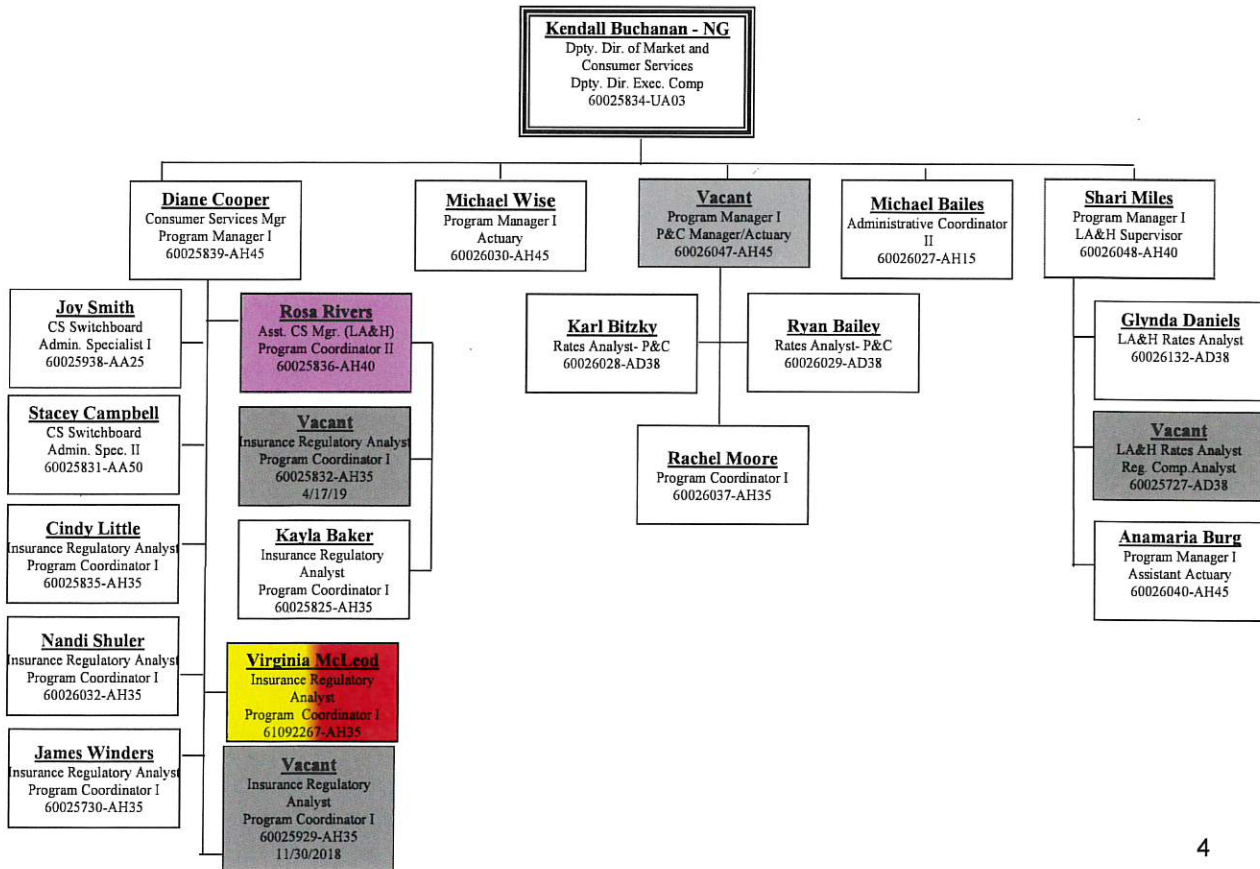 Kendall Buchanan - NG
Dpty. Dir. of Market and
Consumer Services
Dpty. Dir. Exec. Comp
60025834-UA03
Diane Cooper
Consumer Services Mgr
Program Manager I
60025839-AH45
Michael Wise
Program Manager I
Actuary
60026030-AH45
Vacant
Program Manager I
P&C Manager/Actuary
60026047-AH45
Michael Bailes
Administrative Coordinator
II
60026027-AH15
Shari Miles
Program Manager I
LA&H Supervisor
60026048-AH40
Joy Smith
CS Switchboard
Admin. Specialist I
60025938-AA25
Stacey Campbell
CS Switchboard
Admin. Spec. II
60025831-AA50
Cindy Little
Insurance Regulatory Analyst
Program Coordinator I
60025835-AH35
Nandi Shuler
Insurance Regulatory Analyst
Program Coordinator I
60026032-AH35
James Winders
Insurance Regulatory Analyst
Program Coordinator I
60025730-AH35
Rosa Rivers
Asst. CS Mgr. (LA&H)
Program Coordinator II
60025836-AH40
Vacant
Insurance Regulatory Analyst
Program Coordinator I
60025832-AH35
4/17/19
Kayla Baker
Insurance Regulatory
Analyst
Program Coordinator I
60025825-AH35
Virginia McLeod
Insurance Regulatory
Analyst
Program Coordinator I
61092267-AH35
Vacant
Insurance Regulatory
Analyst
Program Coordinator I
60025929-AH35
11/30/2018
Karl Bitzky
Rates Analyst- P&C
60026028-AD38
Ryan Bailey
Rates Analyst- P&C
60026029-AD38
Rachel Moore
Program Coordinator I
60026037-AH35
Glynda Daniels
LA&H Rates Analyst
60026132-AD38
Vacant
LA&H Rates Analyst
Reg. Comp.Analyst
60025727-AD38
Anamaria Burg
Program Manager I
Assistant Actuary
60026040-AH45
4